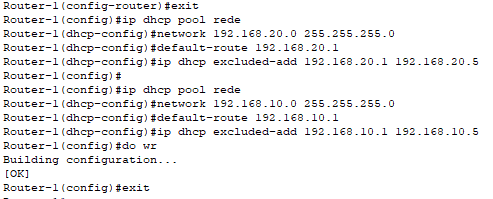 Router-1(config-router)#exit
Router-1(config)#ip dhcp pool rede
Router-1(dhcp-config)#network 192.168.20.0 255.255.255.0
Router-1(dhcp-config)#default-route 192.168.20.1
Router-1(dhcp-config)#ip dhcp excluded-add 192.168.20.1 192.168.20.5
Router-1(config)#
Router-1(config)#ip dhcp pool rede
Router-1(dhcp-config)#network 192.168.10.0 255.255.255.0
Router-1(dhcp-config)#default-route 192.168.10.1
Router-1(dhcp-config)#ip dhcp excluded-add 192.168.10.1 192.168.10.5
Router-1(config)#do wr
Building configuration...
[OK]
Router-1(config)#exit